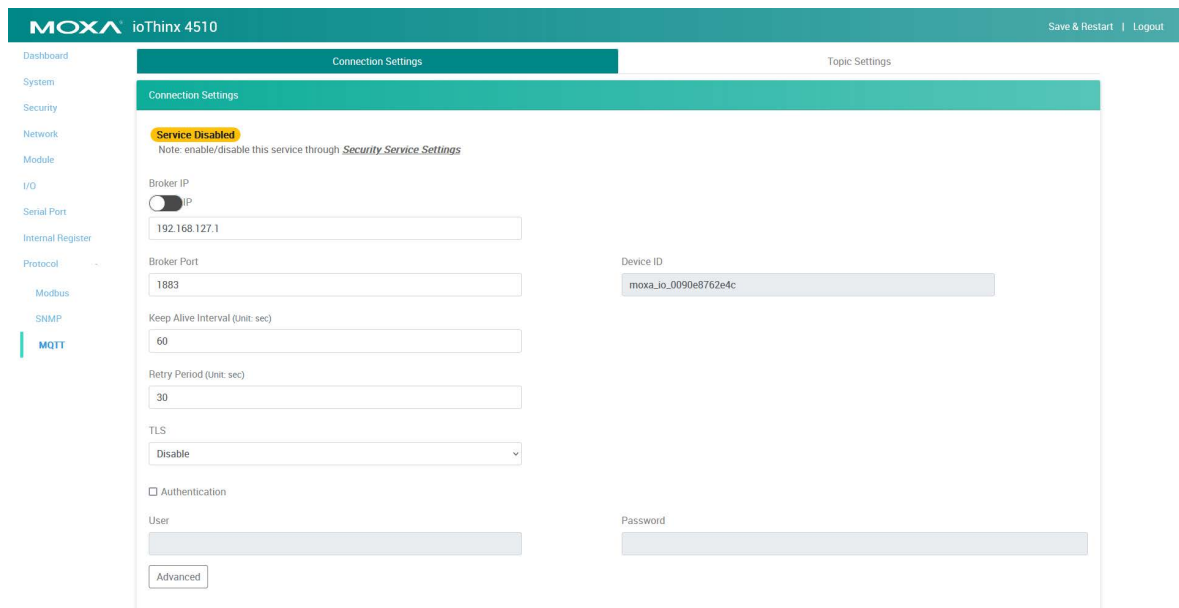 MOXA ioThinx 4510
Save & Restart | Logout
Dashboard
System
Security
Network
Module
I/O
Serial Port
Internal Register
Protocol
Modbus
SNMP
MQTT
Connection Settings
Topic Settings
Connection Settings
Service Disabled
Note: enable/disable this service through Security Service Settings
Broker IP
IP
192.168.127.1
Broker Port
Device ID
1883
moxa_io_0090e8762e4c
Keep Alive Interval (Unit: sec)
60
Retry Period (Unit: sec)
30
TLS
Disable
Authentication
User
Password
Advanced